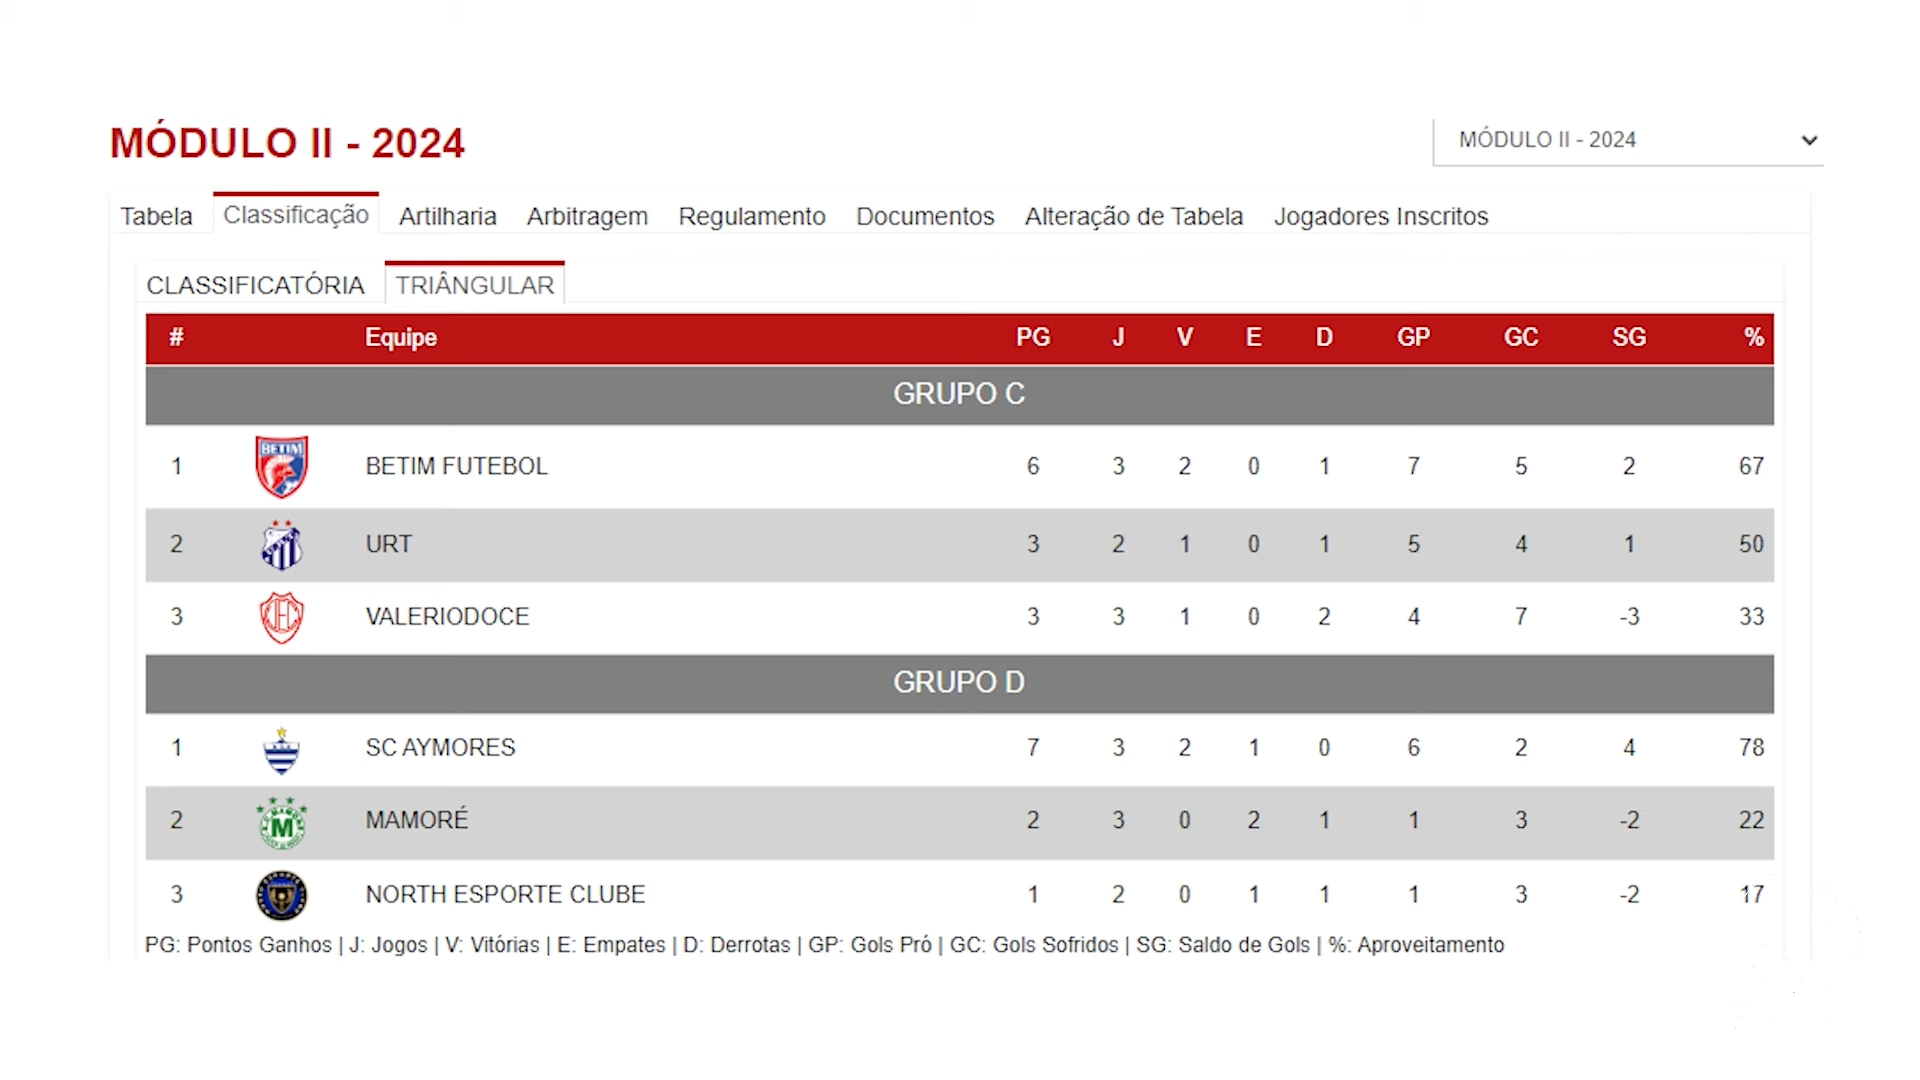 MÓDULO II - 2024
MÓDULO II - 2024
Tabela Classificação Artilharia Arbitragem Regulamento Documentos Alteração de Tabela Jogadores Inscritos
CLASSIFICATÓRIA TRIÂNGULAR
# Equipe PG J V E D GP GC SG %
GRUPO C
1 BETIM BETIM FUTEBOL 6 3 2 0 1 7 5 2 67
2 URT 3 2 1 0 1 5 4 1 50
3 VALERIODOCE 3 3 1 0 2 4 7 -3 33
GRUPO D
1 SC AYMORES 7 3 2 1 0 6 2 4 78
2 M MAMORÉ 2 3 0 2 1 1 3 -2 22
3 NORTH ESPORTE CLUBE 1 2 0 1 1 1 3 -2 17
PG: Pontos Ganhos | J: Jogos | V: Vitórias | E: Empates | D: Derrotas | GP: Gols Pró | GC: Gols Sofridos | SG: Saldo de Gols | %: Aproveitamento